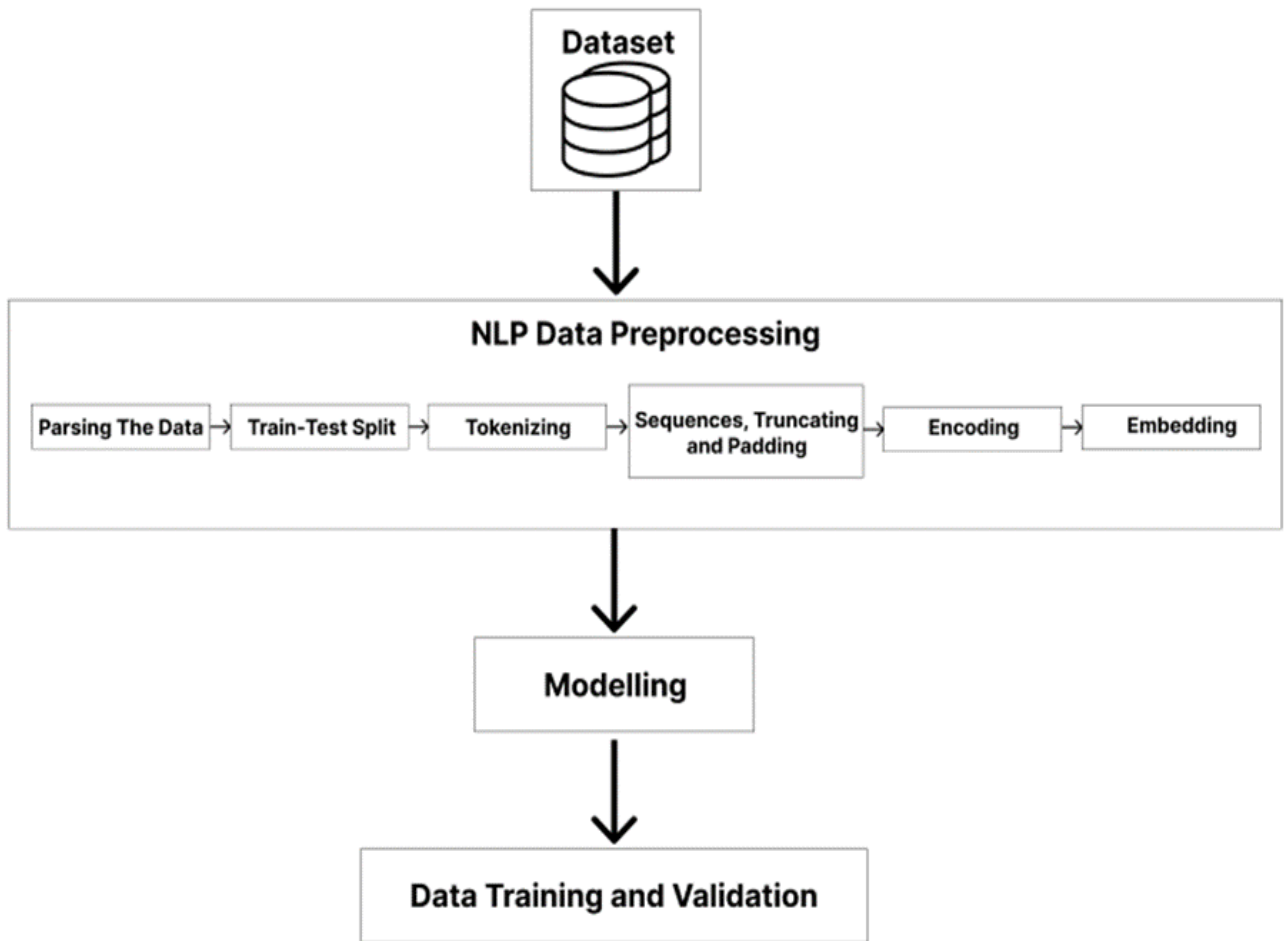 Dataset
NLP Data Preprocessing
Parsing The Data
Train-Test Split
Tokenizing
Sequences, Truncating
and Padding
Encoding
Embedding
Modelling
Data Training and Validation